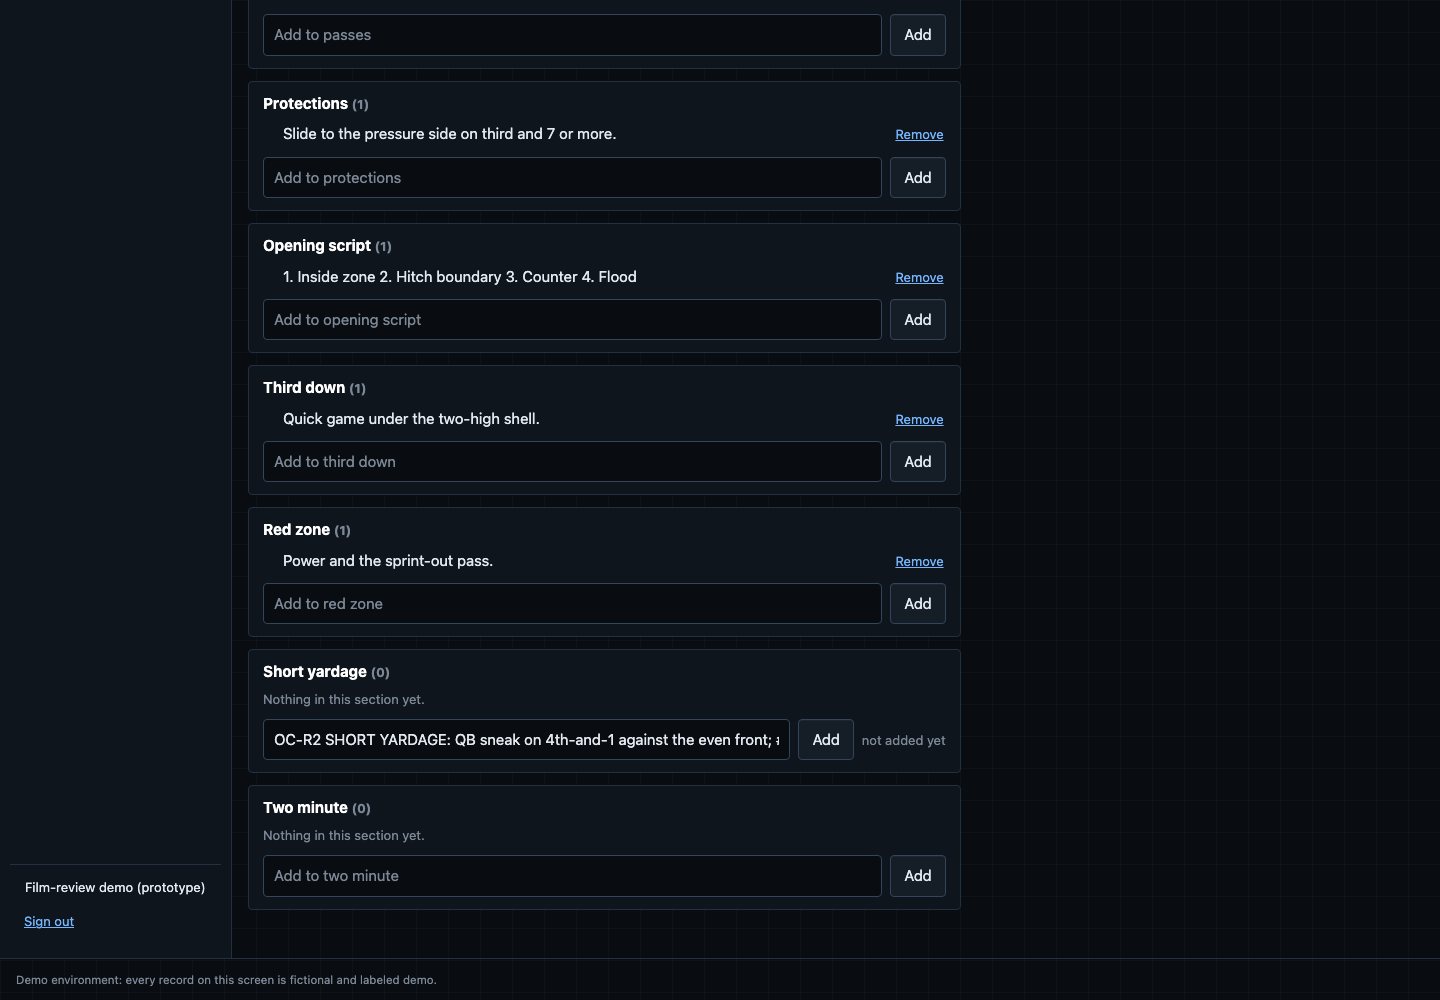 Add to passes
Add
Protections (1)
Slide to the pressure side on third and 7 or more.
Remove
Add to protections
Add
Opening script (1)
1. Inside zone 2. Hitch boundary 3. Counter 4. Flood
Remove
Add to opening script
Add
Third down (1)
Quick game under the two-high shell.
Remove
Add to third down
Add
Red zone (1)
Power and the sprint-out pass.
Remove
Add to red zone
Add
Short yardage (0)
Nothing in this section yet.
OC-R2 SHORT YARDAGE: QB sneak on 4th-and-1 against the even front;
Add
not added yet
Two minute (0)
Nothing in this section yet.
Add to two minute
Add
Film-review demo (prototype)
Sign out
Demo environment: every record on this screen is fictional and labeled demo.